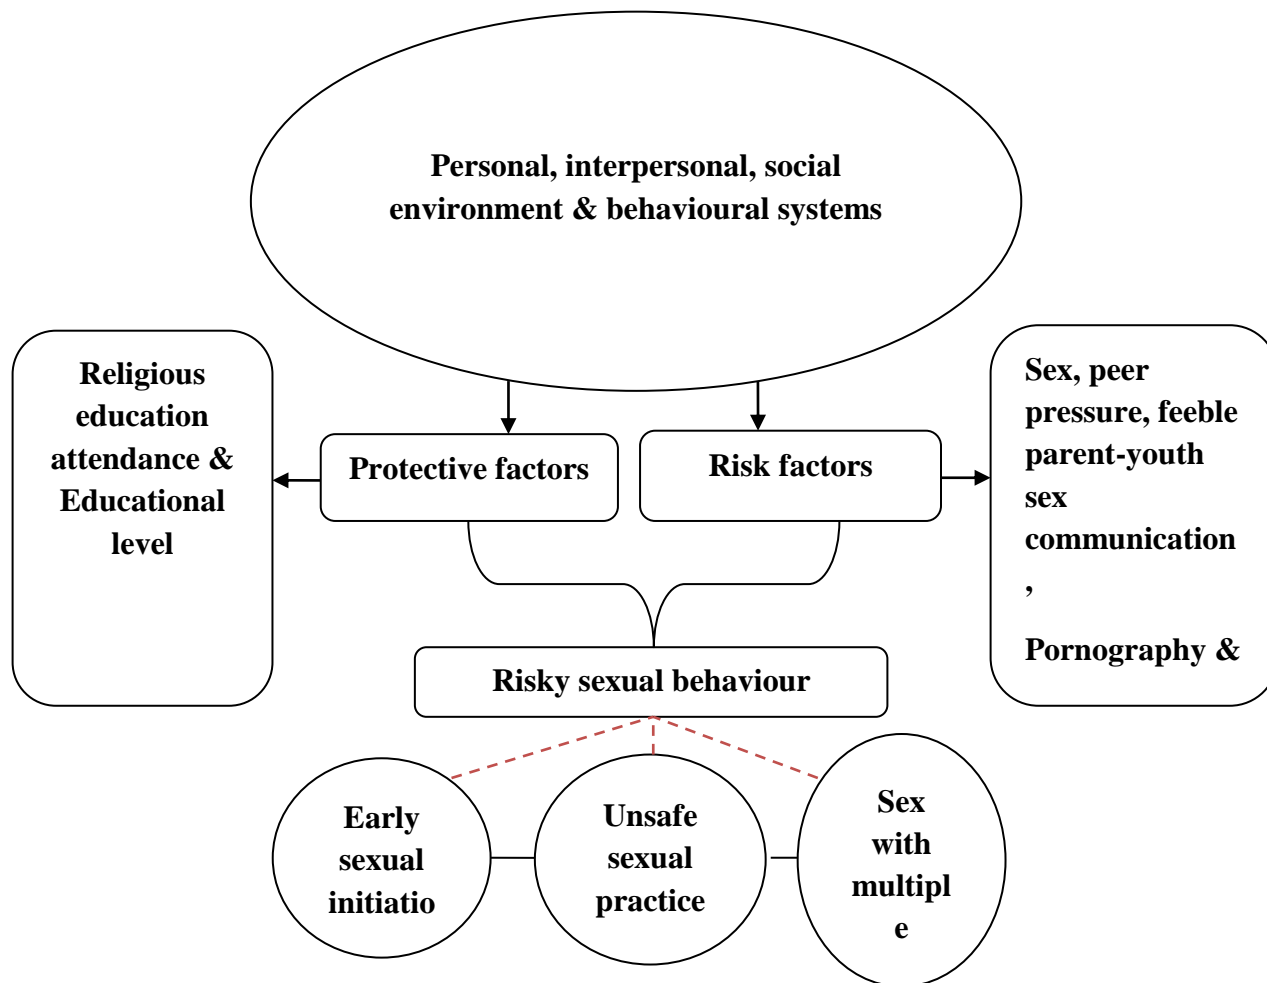 Personal, interpersonal, social
environment & behavioural systems
Religious
education
attendance &
Educational
level
Protective factors
Risk factors
Sex, peer
pressure, feeble
parent-youth
sex
communication
,
Pornography &
Risky sexual behaviour
Early
sexual
initiatio
Unsafe
sexual
practice
Sex
with
multipl
e